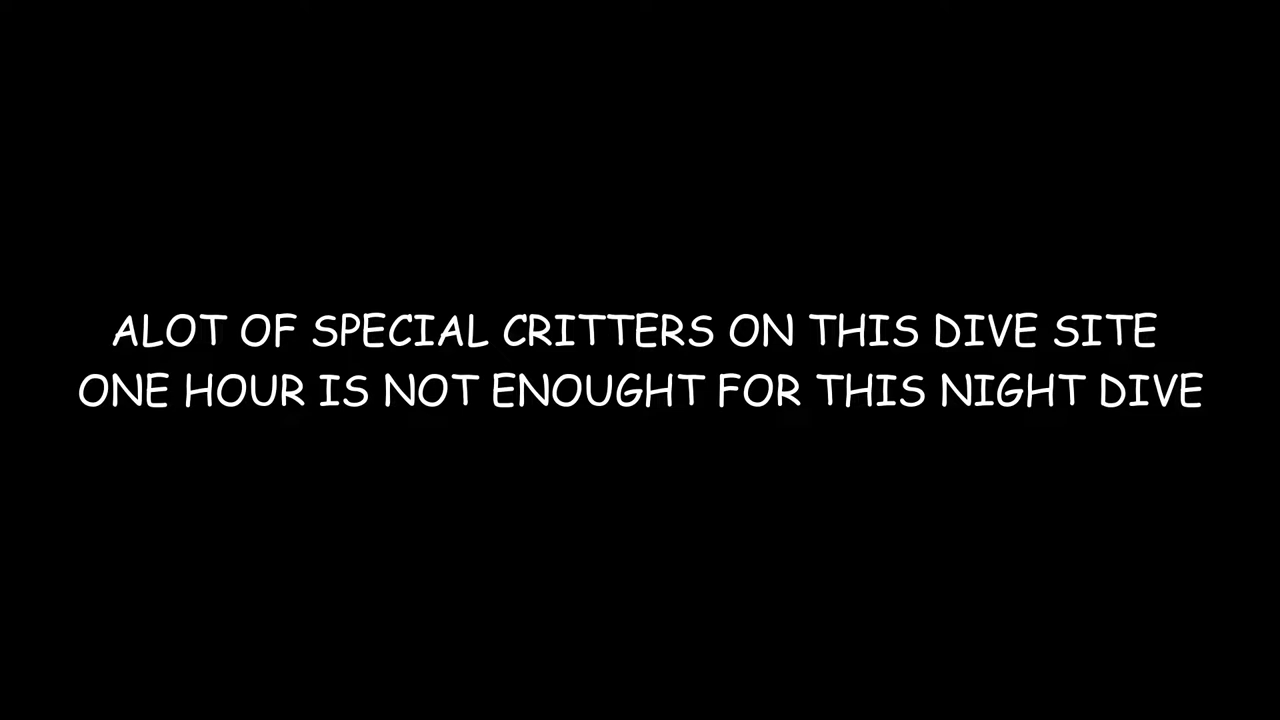 ALOT OF SPECIAL CRITTERS ON THIS DIVE SITE
ONE HOUR IS NOT ENOUGHT FOR THIS NIGHT DIVE